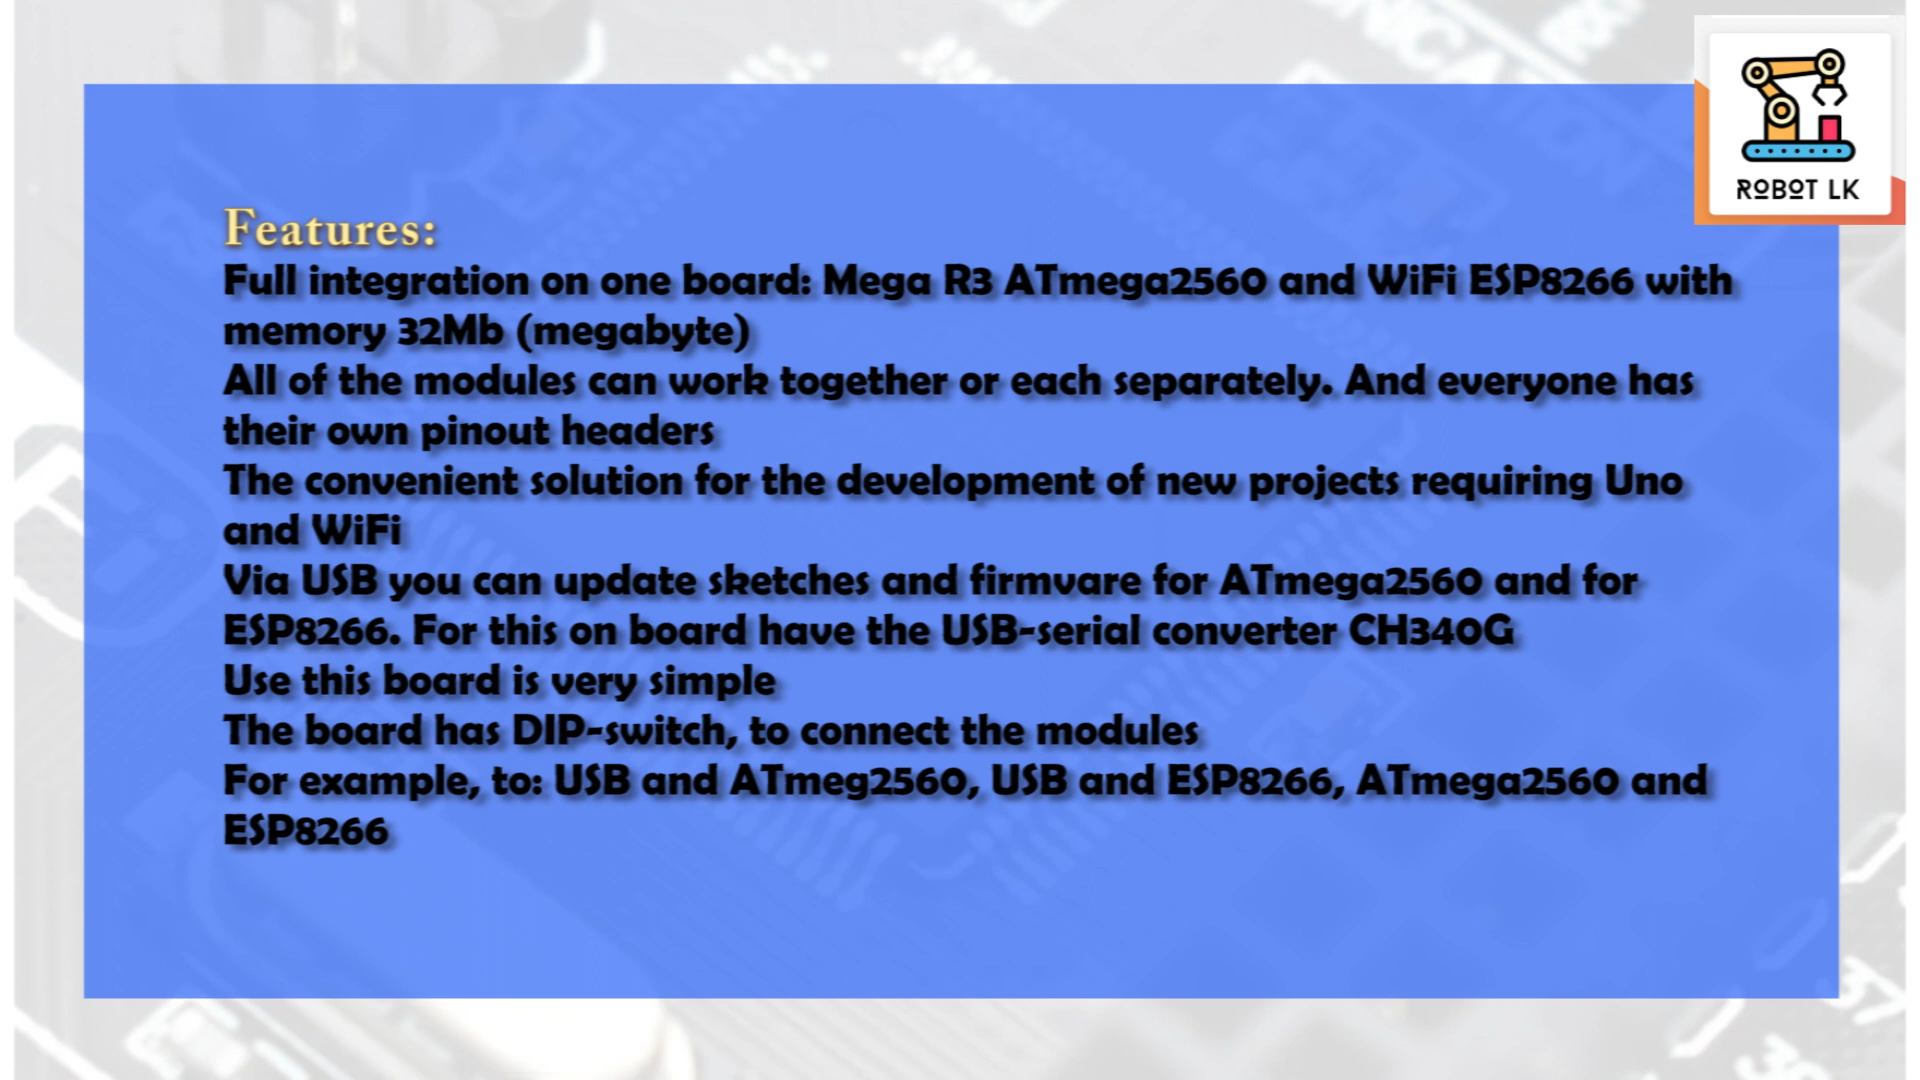 ROBOT LK
Features:
Full integration on one board: Mega R3 ATmega2560 and WiFi ESP8266 with
memory 32Mb (megabyte)
All of the modules can work together or each separately. And everyone has
their own pinout headers
The convenient solution for the development of new projects requiring Uno
and WiFi
Via USB you can update sketches and firmvare for ATmega2560 and for
ESP8266. For this on board have the USB-serial converter CH340G
Use this board is very simple
The board has DIP-switch, to connect the modules
For example, to: USB and ATmeg2560, USB and ESP8266, ATmega2560 and
ESP8266
37